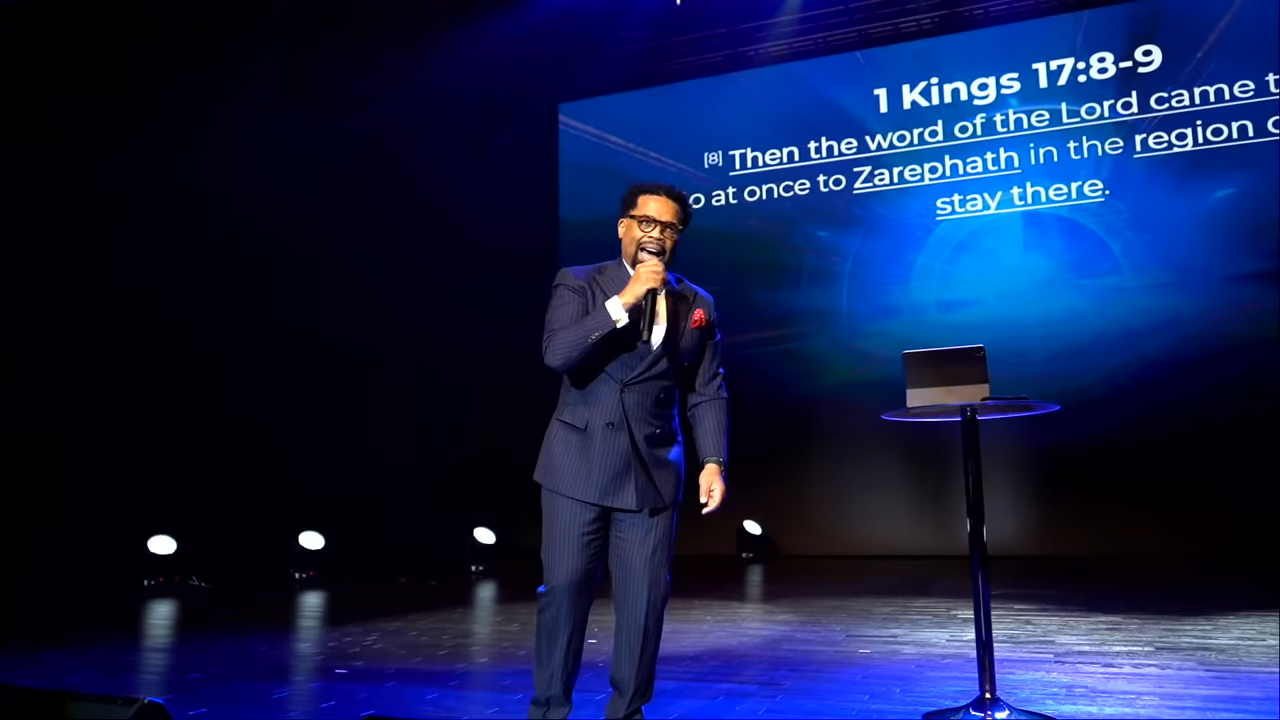 1 Kings 17:8-9
[8] Then the word of the Lord came
at once to Zarephath in the region
stay there.